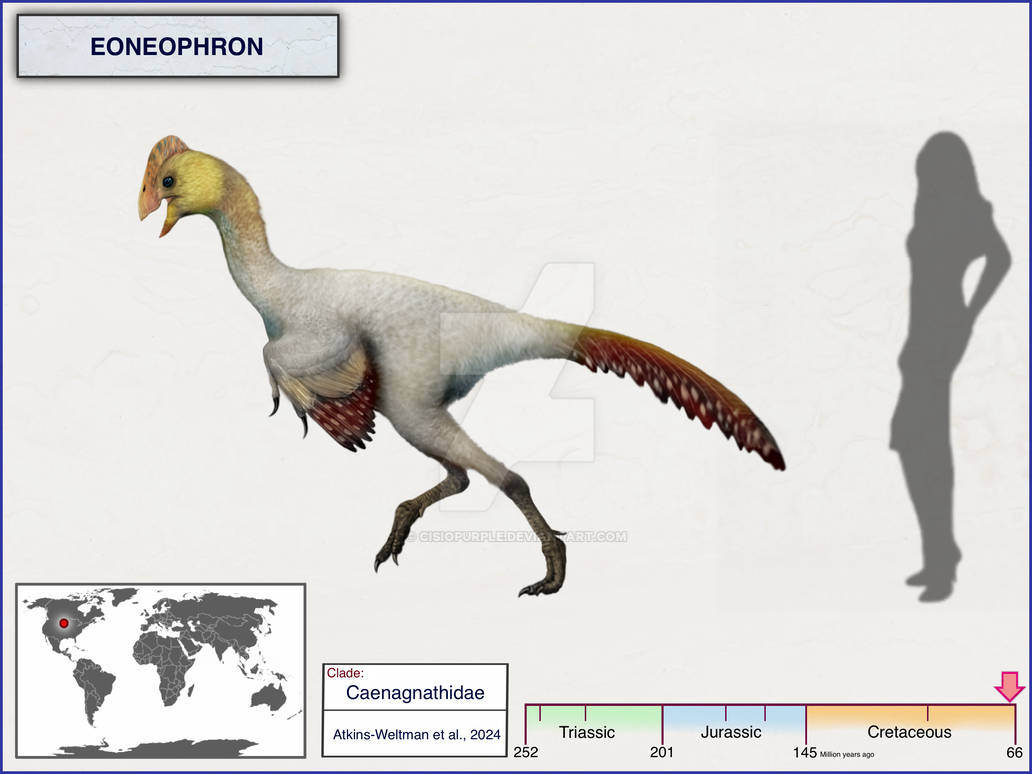 EONEOPHRON
© CISIOPURPLE.DEVIANTART.COM
Clade:
Caenagnathidae
Atkins-Weltman et al., 2024
Triassic
Jurassic
Cretaceous
252
201
145 Million years ago
66